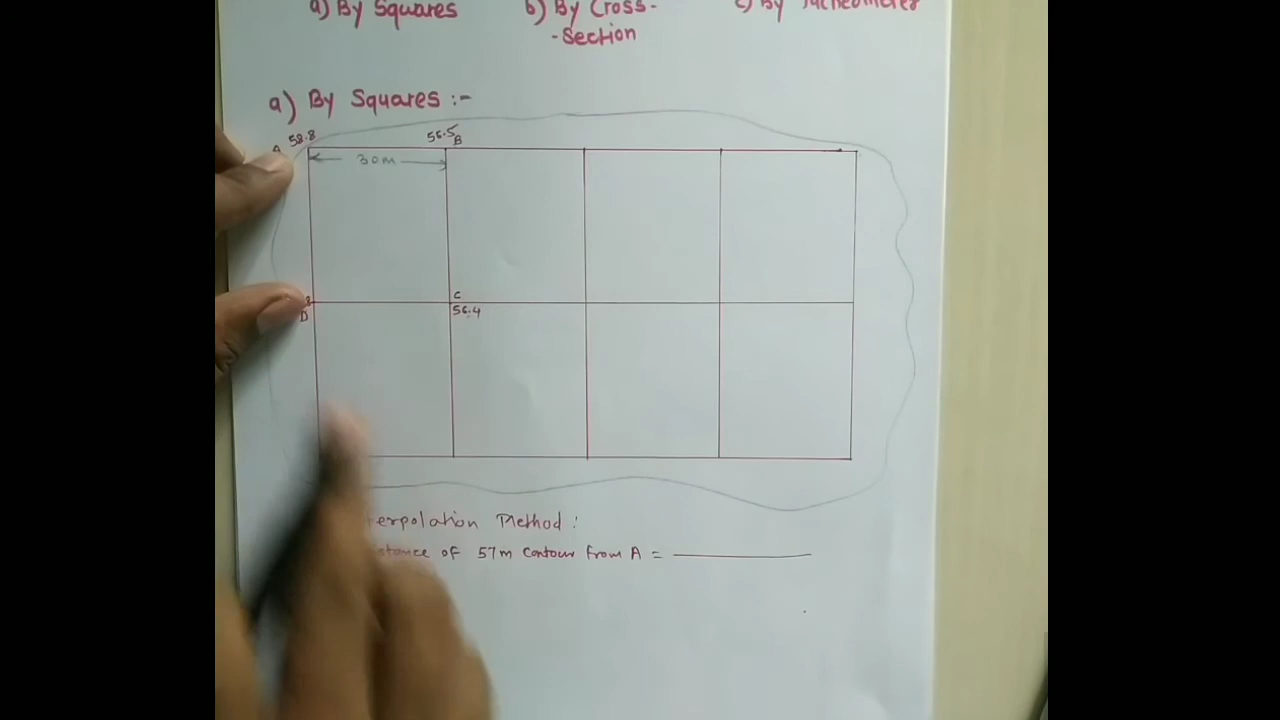 a) By Squares b) By Cross-
-Section
c) By
a) By Squares :-
58.8 56.5
A B
30m
C
D 56.4
Method :
of 57m contour from A =